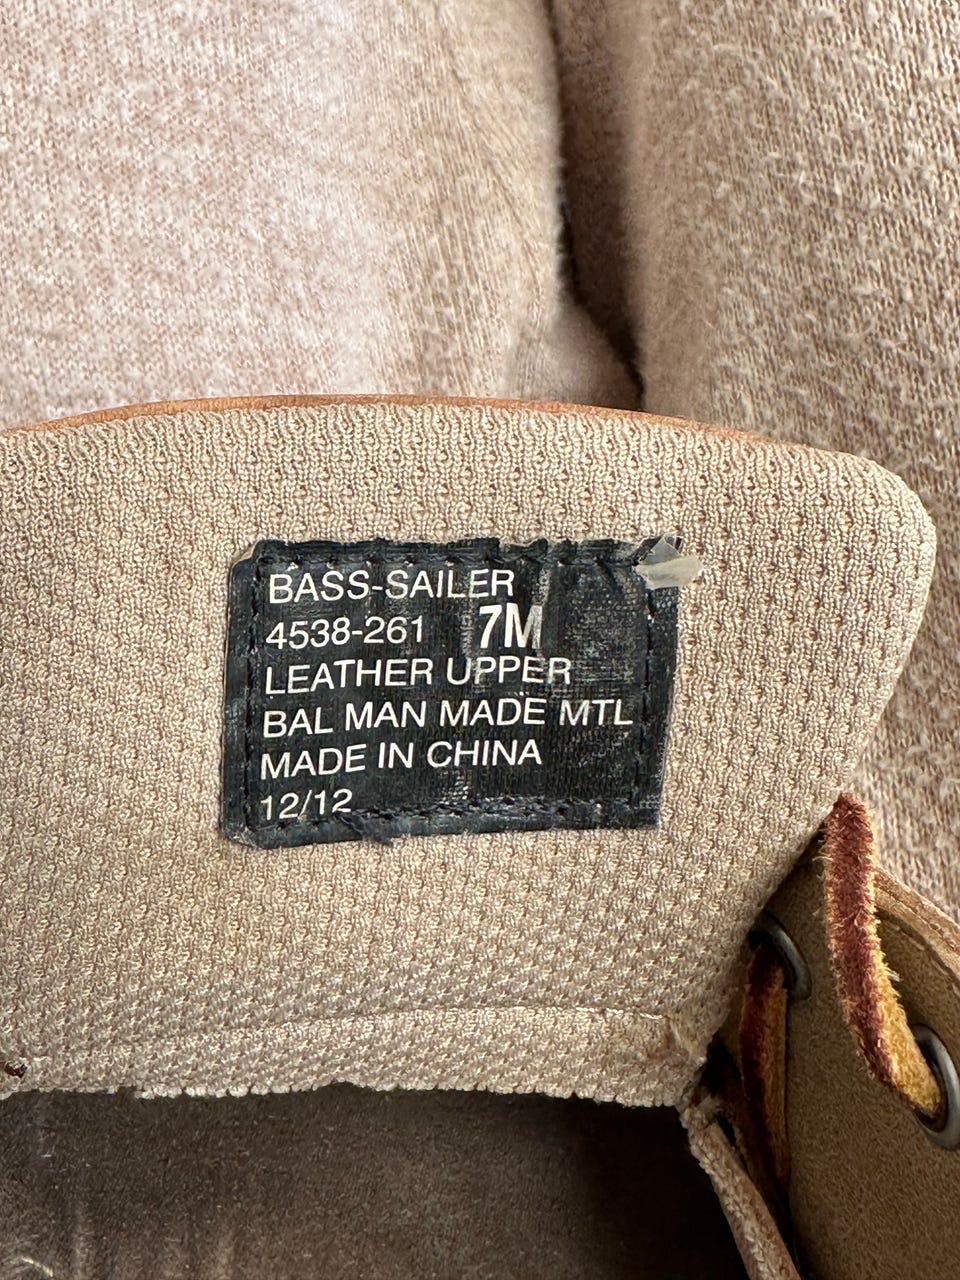 BASS-SAILER
4538-261 7M
LEATHER UPPER
BAL MAN MADE MTL
MADE IN CHINA
12/12